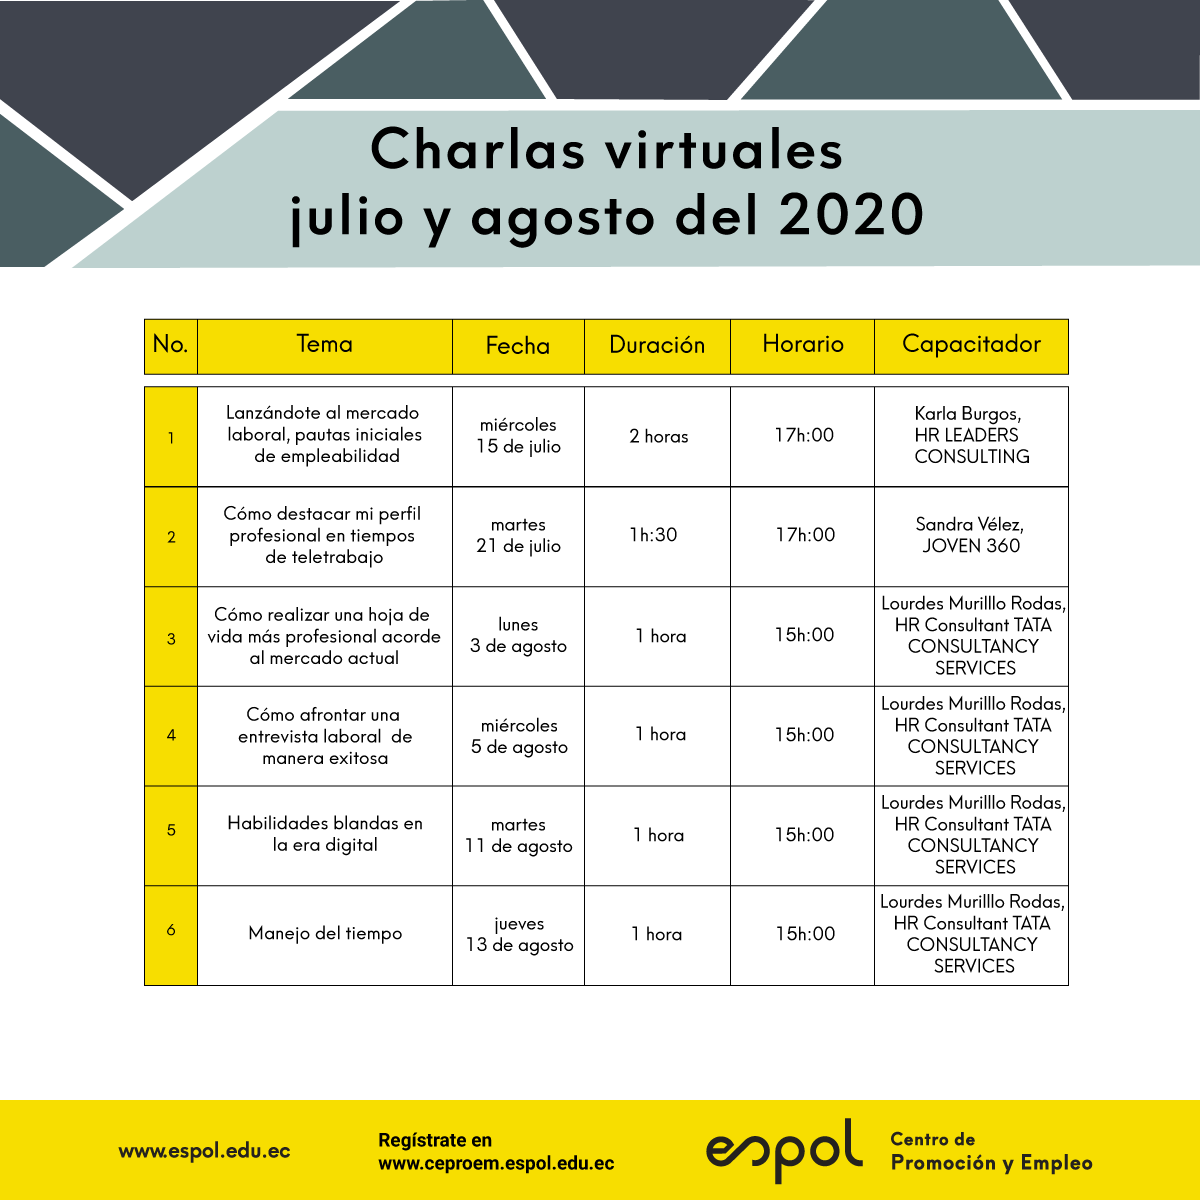 Charlas virtuales
julio y agosto del 2020
No. Tema Fecha Duración Horario Capacitador
1
Lanzándote al mercado
laboral, pautas iniciales
de empleabilidad
miércoles
15 de julio
2 horas
17h:00
Karla Burgos,
HR LEADERS
CONSULTING
2
Cómo destacar mi perfil
profesional en tiempos
de teletrabajo
martes
21 de julio
1h:30
17h:00
Sandra Vélez,
JOVEN 360
3
Cómo realizar una hoja de
vida más profesional acorde
al mercado actual
lunes
3 de agosto
1 hora
15h:00
Lourdes Murilllo Rodas,
HR Consultant TATA
CONSULTANCY
SERVICES
4
Cómo afrontar una
entrevista laboral de
manera exitosa
miércoles
5 de agosto
1 hora
15h:00
Lourdes Murilllo Rodas,
HR Consultant TATA
CONSULTANCY
SERVICES
5
Habilidades blandas en
la era digital
martes
11 de agosto
1 hora
15h:00
Lourdes Murilllo Rodas,
HR Consultant TATA
CONSULTANCY
SERVICES
6
Manejo del tiempo
jueves
13 de agosto
1 hora
15h:00
Lourdes Murilllo Rodas,
HR Consultant TATA
CONSULTANCY
SERVICES
www.espol.edu.ec
Regístrate en
www.ceproem.espol.edu.ec
espol
Centro de
Promoción y Empleo